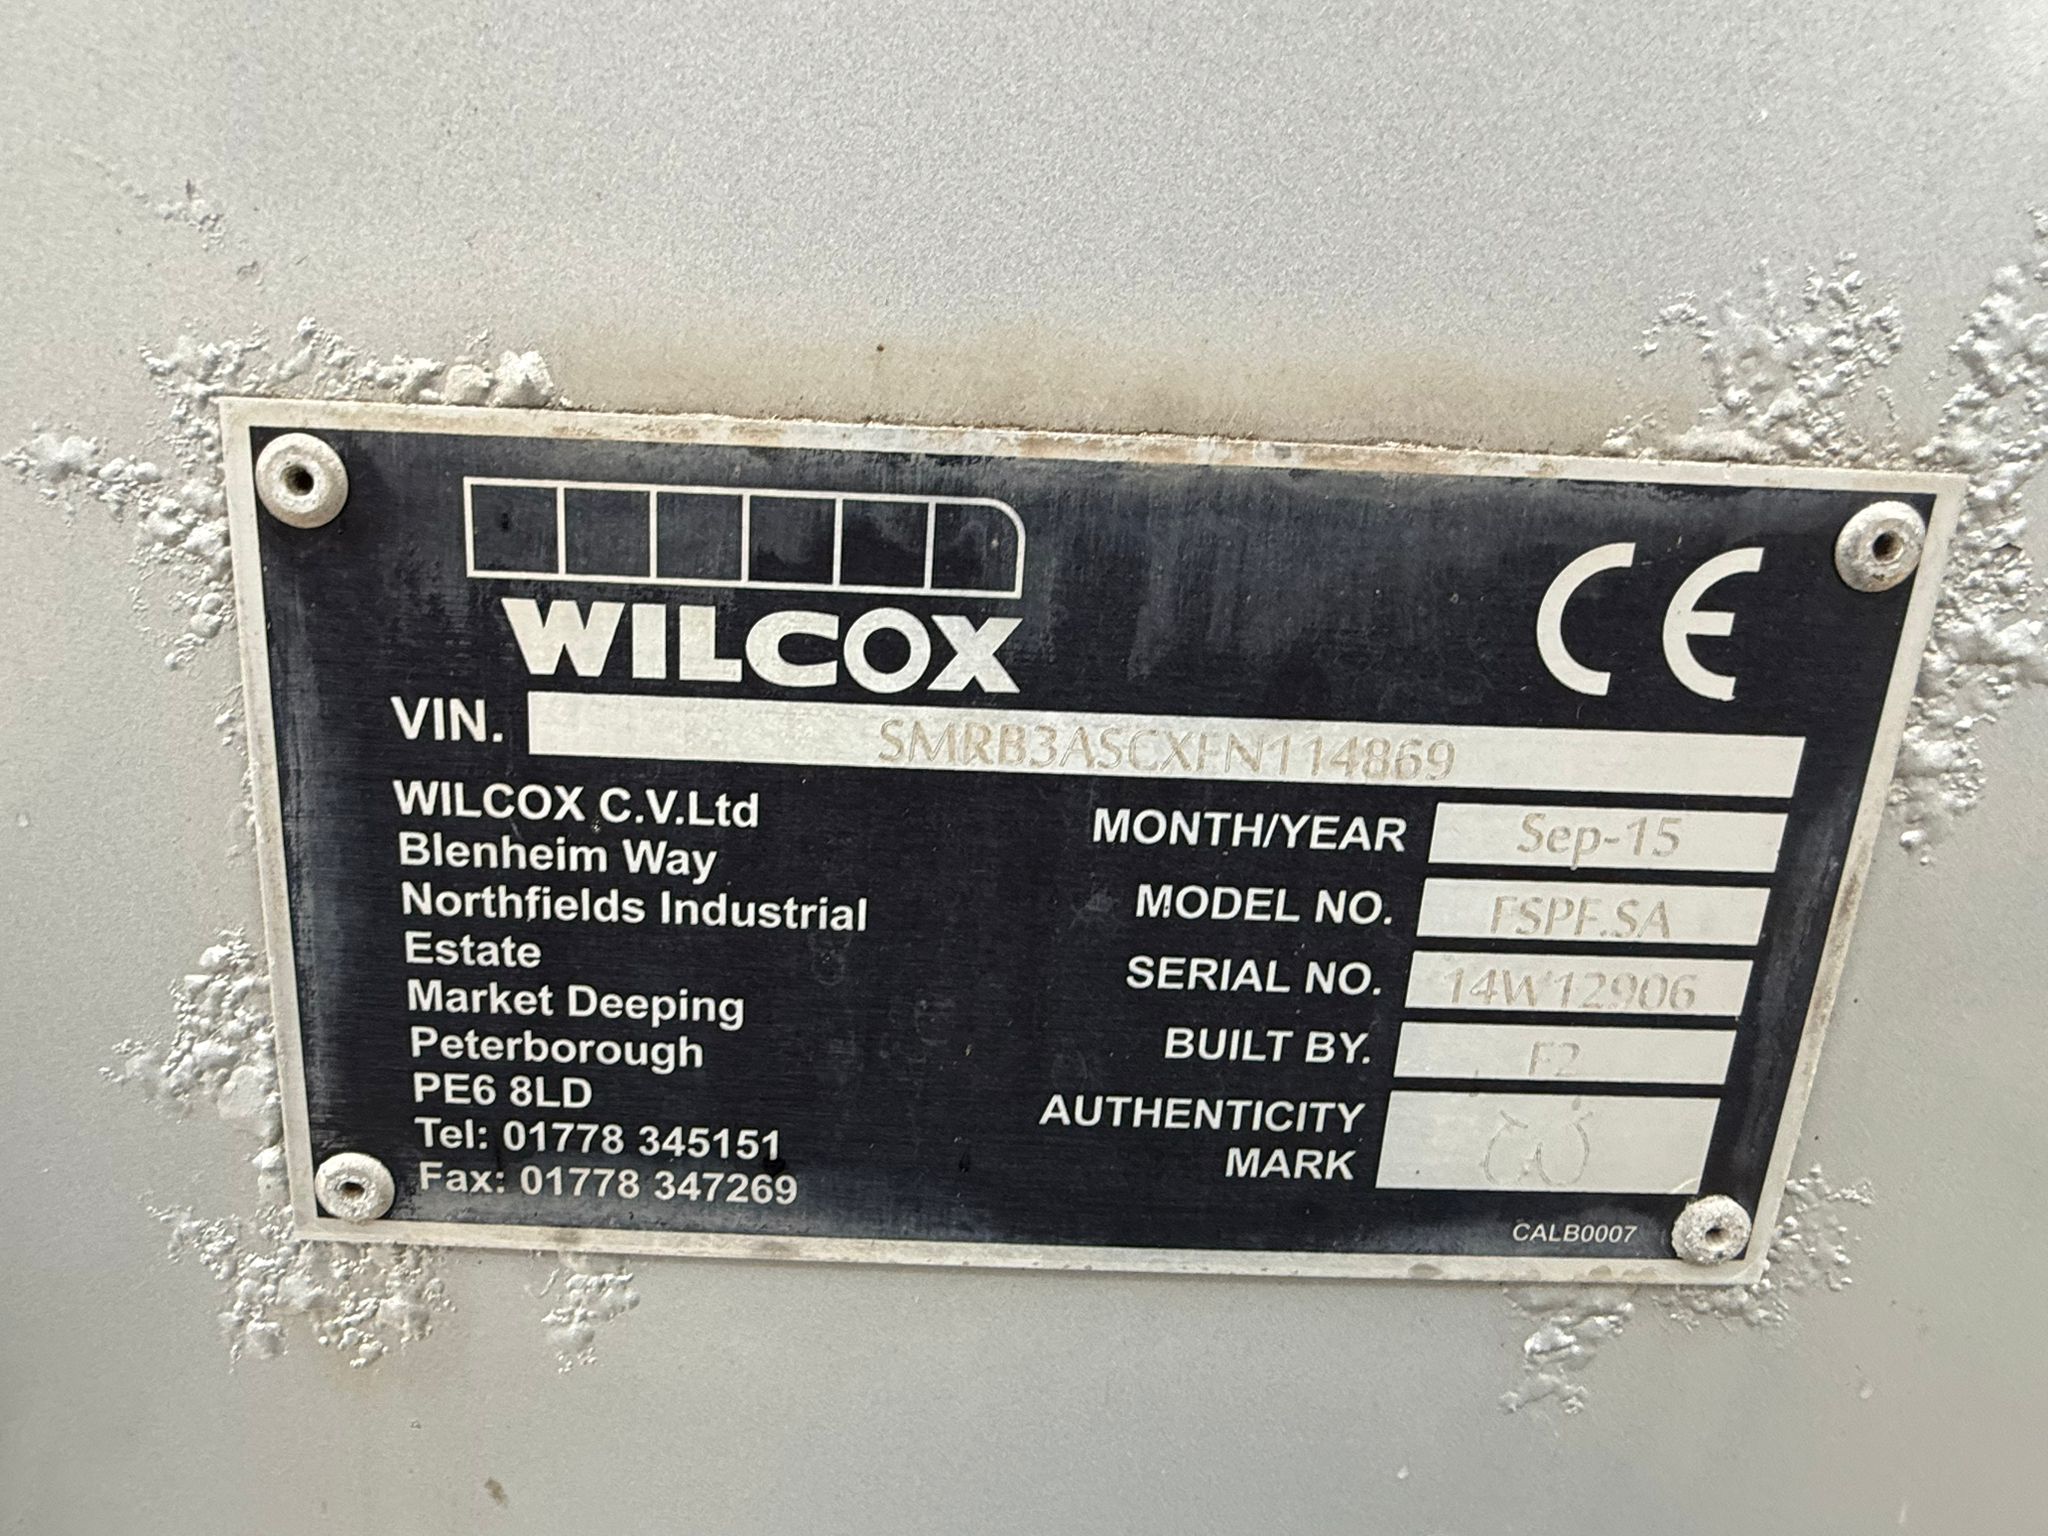 WILCOX
CE
VIN. SMRB3ASCXFN114869
WILCOX C.V.Ltd
Blenheim Way
Northfields Industrial
Estate
Market Deeping
Peterborough
PE6 8LD
Tel: 01778 345151
Fax: 01778 347269
MONTH/YEAR Sep-15
MODEL NO. FSPF.SA
SERIAL NO. 14W12906
BUILT BY. F2
AUTHENTICITY
MARK
CALB0007